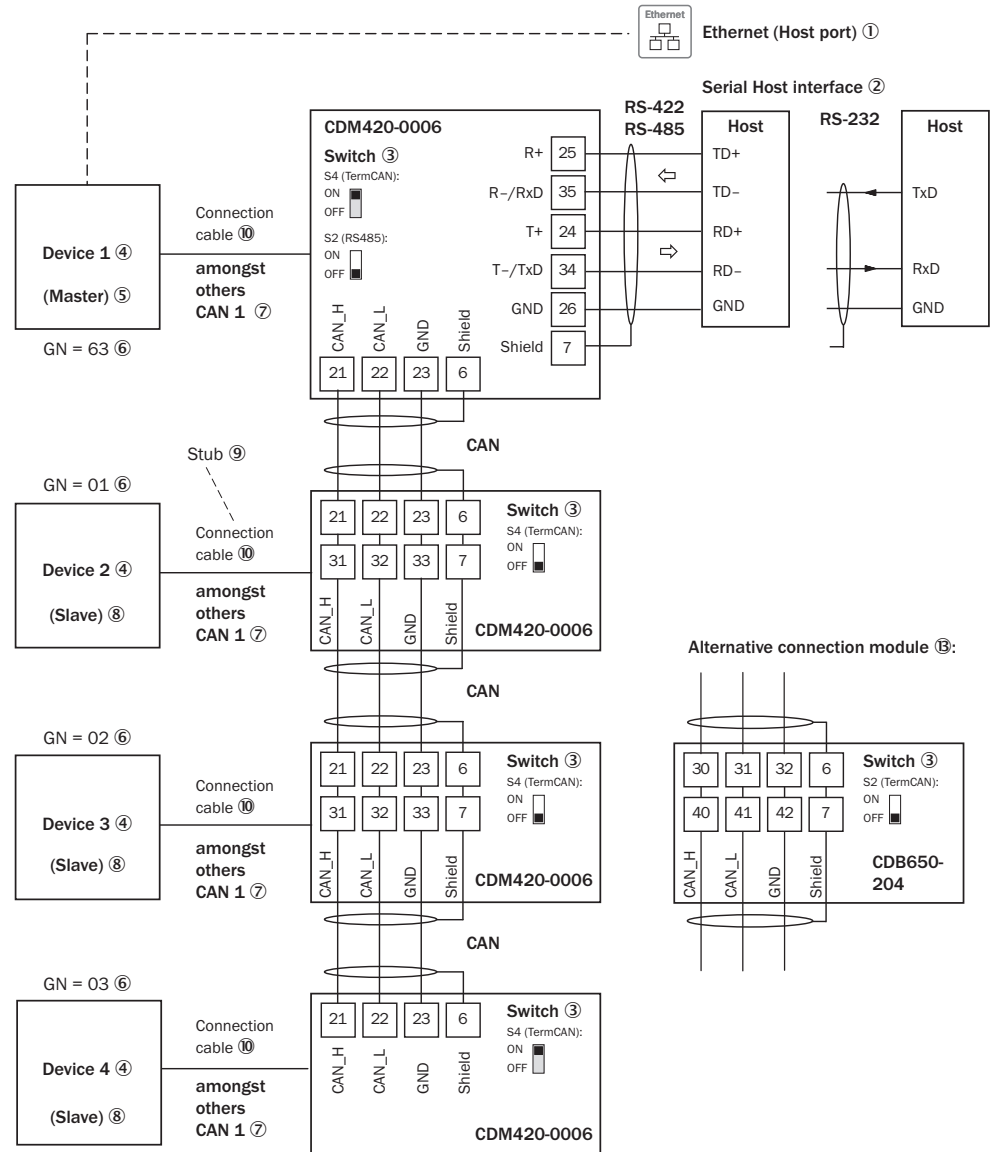 Ethernet
Ethernet (Host port) ①
Serial Host interface ②
RS-422
RS-485
Host
RS-232
Host
CDM420-0006
Switch ③
S4 (TermCAN):
ON
OFF
S2 (RS485):
ON
OFF
R+ 25 TD+
R–/RxD 35 TD–
T+ 24 RD+
T–/TxD 34 RD–
GND 26 GND
Shield 7
TxD
RxD
GND
Device 1 ④
(Master) ⑤
GN = 63 ⑥
Connection
cable ⑩
amongst
others
CAN 1 ⑦
CAN_H CAN_L GND Shield
21 22 23 6
CAN
Stub ⑨
GN = 01 ⑥
Device 2 ④
(Slave) ⑧
Connection
cable ⑩
amongst
others
CAN 1 ⑦
21 22 23 6
31 32 33 7
CAN_H CAN_L GND Shield
Switch ③
S4 (TermCAN):
ON
OFF
CDM420-0006
CAN
GN = 02 ⑥
Device 3 ④
(Slave) ⑧
Connection
cable ⑩
amongst
others
CAN 1 ⑦
21 22 23 6
31 32 33 7
CAN_H CAN_L GND Shield
Switch ③
S4 (TermCAN):
ON
OFF
CDM420-0006
CAN
Alternative connection module ⑬:
30 31 32 6
40 41 42 7
CAN_H CAN_L GND Shield
Switch ③
S2 (TermCAN):
ON
OFF
CDB650-
204
GN = 03 ⑥
Device 4 ④
(Slave) ⑧
Connection
cable ⑩
amongst
others
CAN 1 ⑦
21 22 23 6
CAN_H CAN_L GND Shield
Switch ③
S4 (TermCAN):
ON
OFF
CDM420-0006